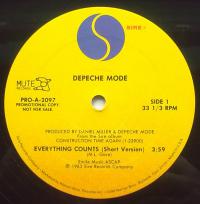 SIRE
MUTE
RECORDS
DEPECHE MODE
PRO-A-2097
PROMOTIONAL COPY
NOT FOR SALE.
SIDE 1
33 1/3 RPM
PRODUCED BY DANIEL MILLER & DEPECHE MODE
From the Sire album
CONSTRUCTION TIME AGAIN (1-23900)
EVERYTHING COUNTS (Short Version) 3:59
(M.L. Gore)
Emile Music-ASCAP
℗ 1983 Sire Records Company